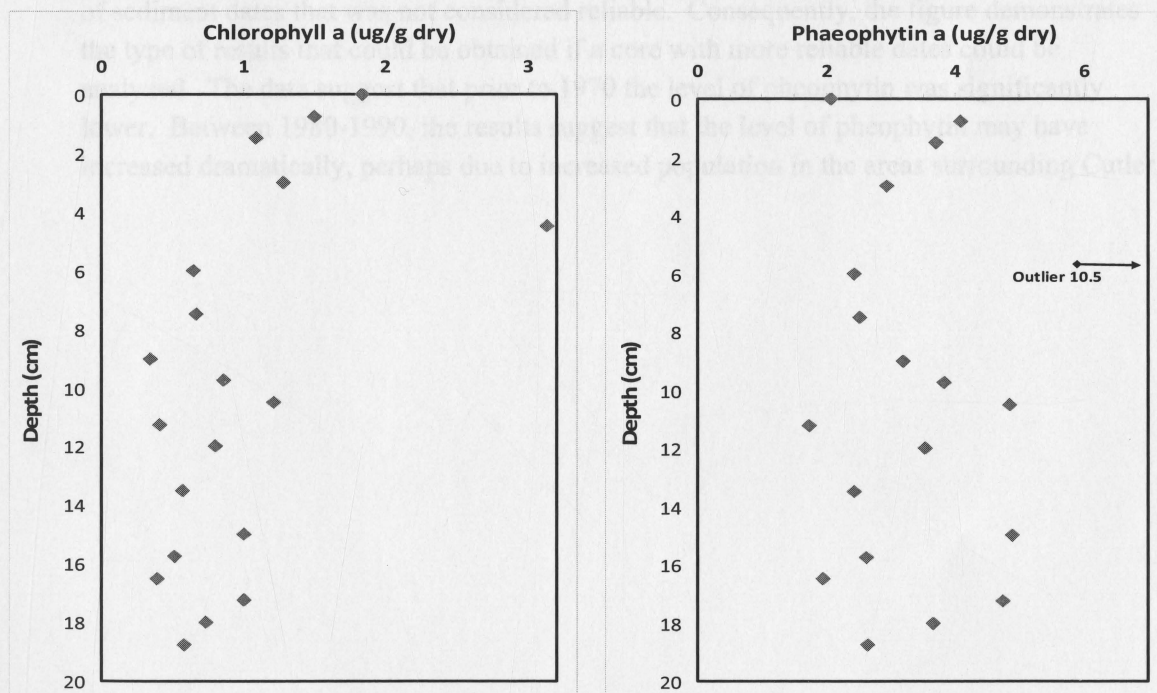 of sediment dates that was not considered reliable. Consequently, the figure demonstrates
the type of results that could be obtained if a core with more reliable dates could be
analyzed. The data suggest that prior to 1970 the level of pheophytin was significantly
lower. Between 1980-1990, the results suggest that the level of pheophytin may have
increased dramatically, perhaps due to increased population in the areas surrounding Cutler
Chlorophyll a (ug/g dry)
0 1 2 3
0
2
4
6
8
10
12
14
16
18
20
Depth (cm)
Phaeophytin a (ug/g dry)
0 2 4 6
0
2
4
6
8
10
12
14
16
18
20
Depth (cm)
Outlier 10.5